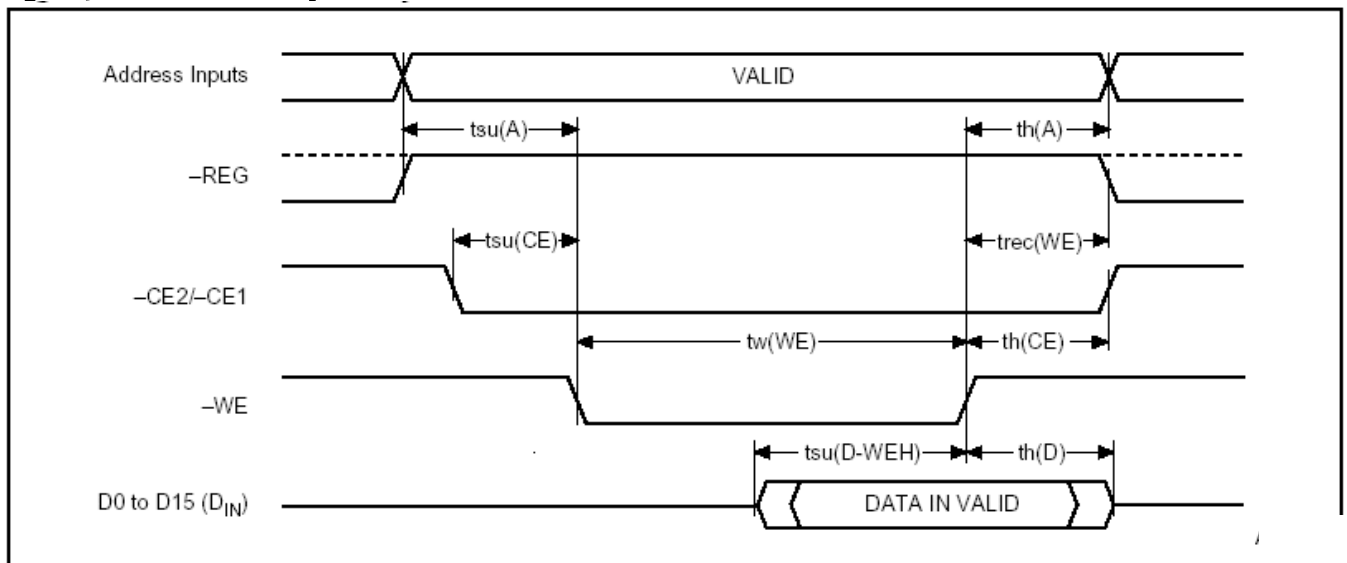 Address Inputs
VALID
tsu(A)
th(A)
–REG
tsu(CE)
trec(WE)
–CE2/–CE1
tw(WE)
th(CE)
–WE
tsu(D-WEH)
th(D)
D0 to D15 (DIN)
DATA IN VALID